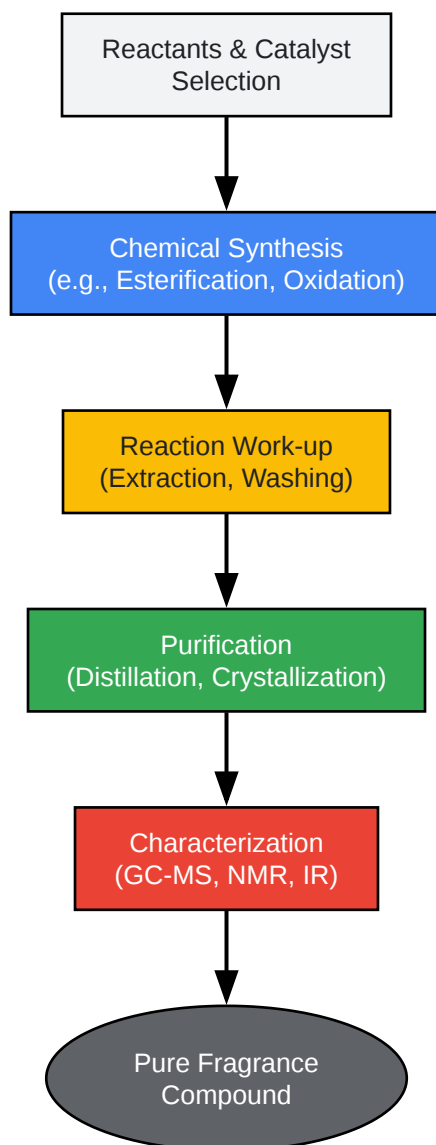 Reactants & Catalyst
Selection
Chemical Synthesis
(e.g., Esterification, Oxidation)
Reaction Work-up
(Extraction, Washing)
Purification
(Distillation, Crystallization)
Characterization
(GC-MS, NMR, IR)
Pure Fragrance
Compound